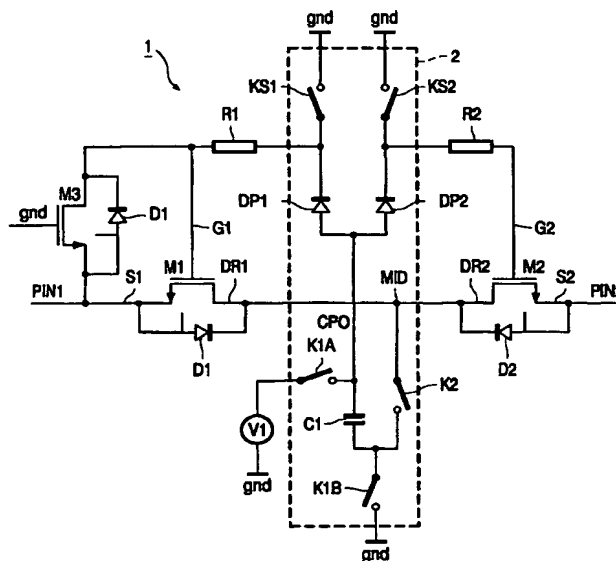 gnd gnd
1 2
KS1 KS2
R1 R2
gnd M3 D1 DP1 DP2
G1 G2
PIN1 S1 M1 DR1 MID DR2 M2 S2 PIN
CPO
D1 K1A D2
K2
V1 C1
gnd K1B
gnd